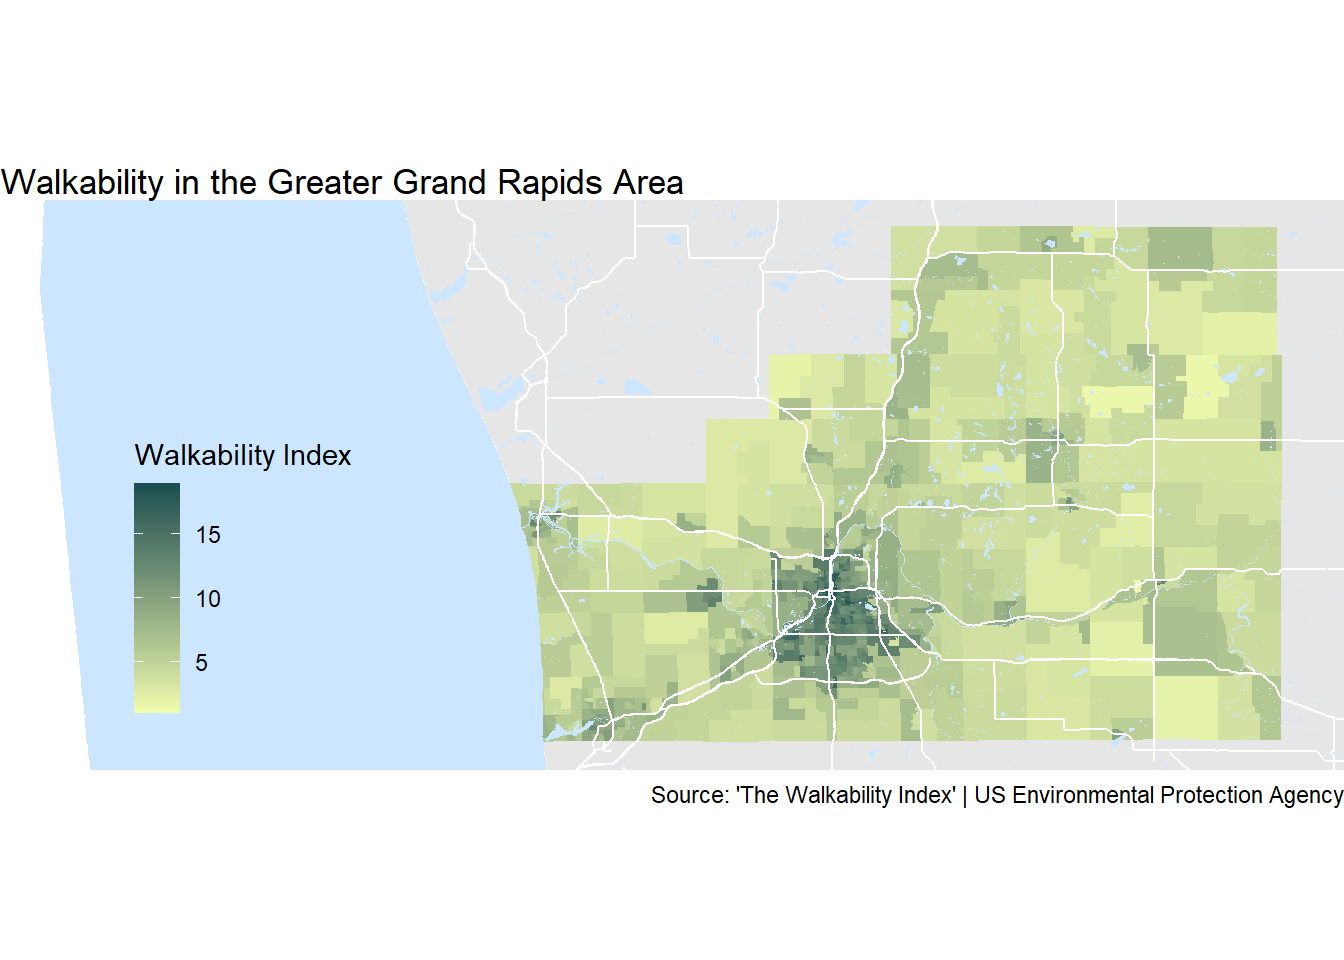 Walkability in the Greater Grand Rapids Area
Walkability Index
15
10
5
Source: 'The Walkability Index' | US Environmental Protection Agency